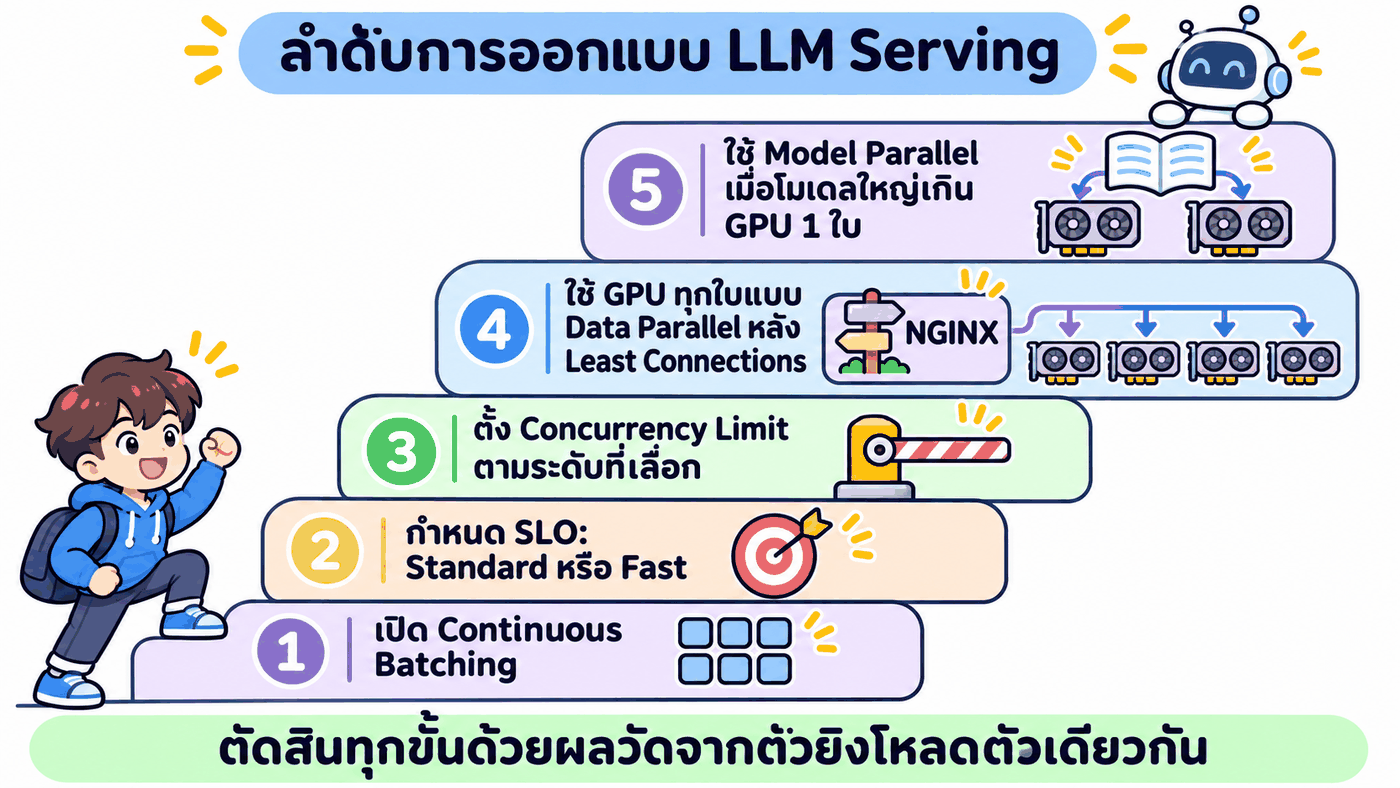 ลำดับการออกแบบ LLM Serving
5
ใช้ Model Parallel
เมื่อโมเดลใหญ่เกิน
GPU 1 ใบ
4
ใช้ GPU ทุกใบแบบ
Data Parallel หลัง
Least Connections
NGINX
3
ตั้ง Concurrency Limit
ตามระดับที่เลือก
2
กำหนด SLO:
Standard หรือ Fast
1
เปิด Continuous
Batching
ตัดสินทุกขั้นด้วยผลวัดจากตัวยิงโหลดตัวเดียวกัน